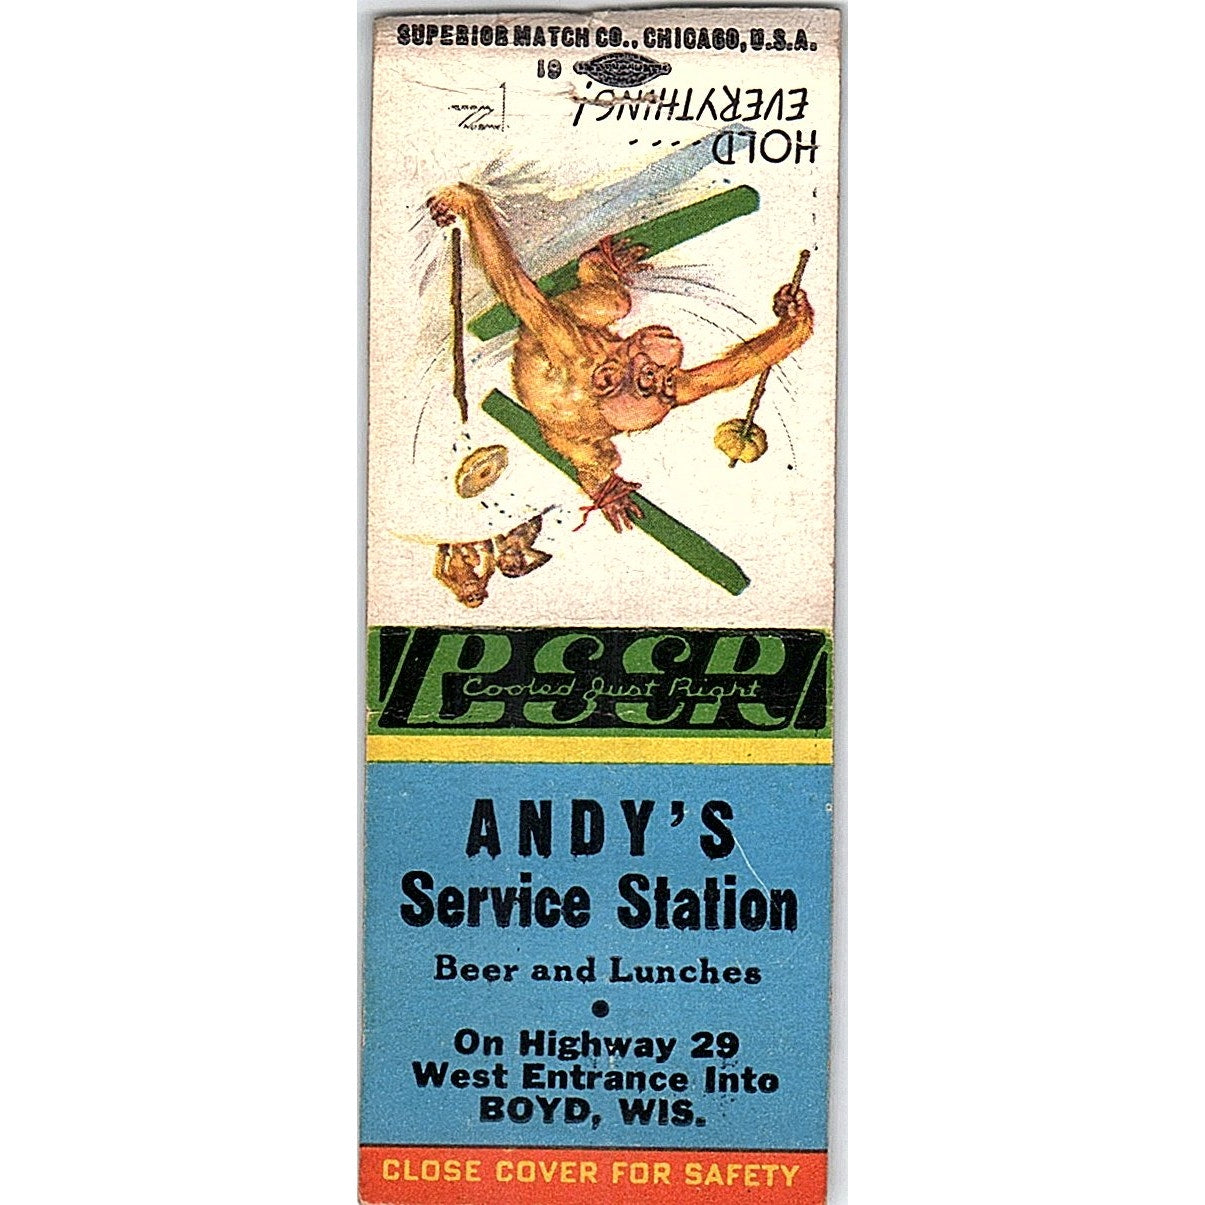 SUPERIOR MATCH CO., CHICAGO, U.S.A.
19
HOLD....
EVERYTHING!
BEER
Cooled Just Right
ANDY'S
Service Station
Beer and Lunches
•
On Highway 29
West Entrance Into
BOYD, WIS.
CLOSE COVER FOR SAFETY